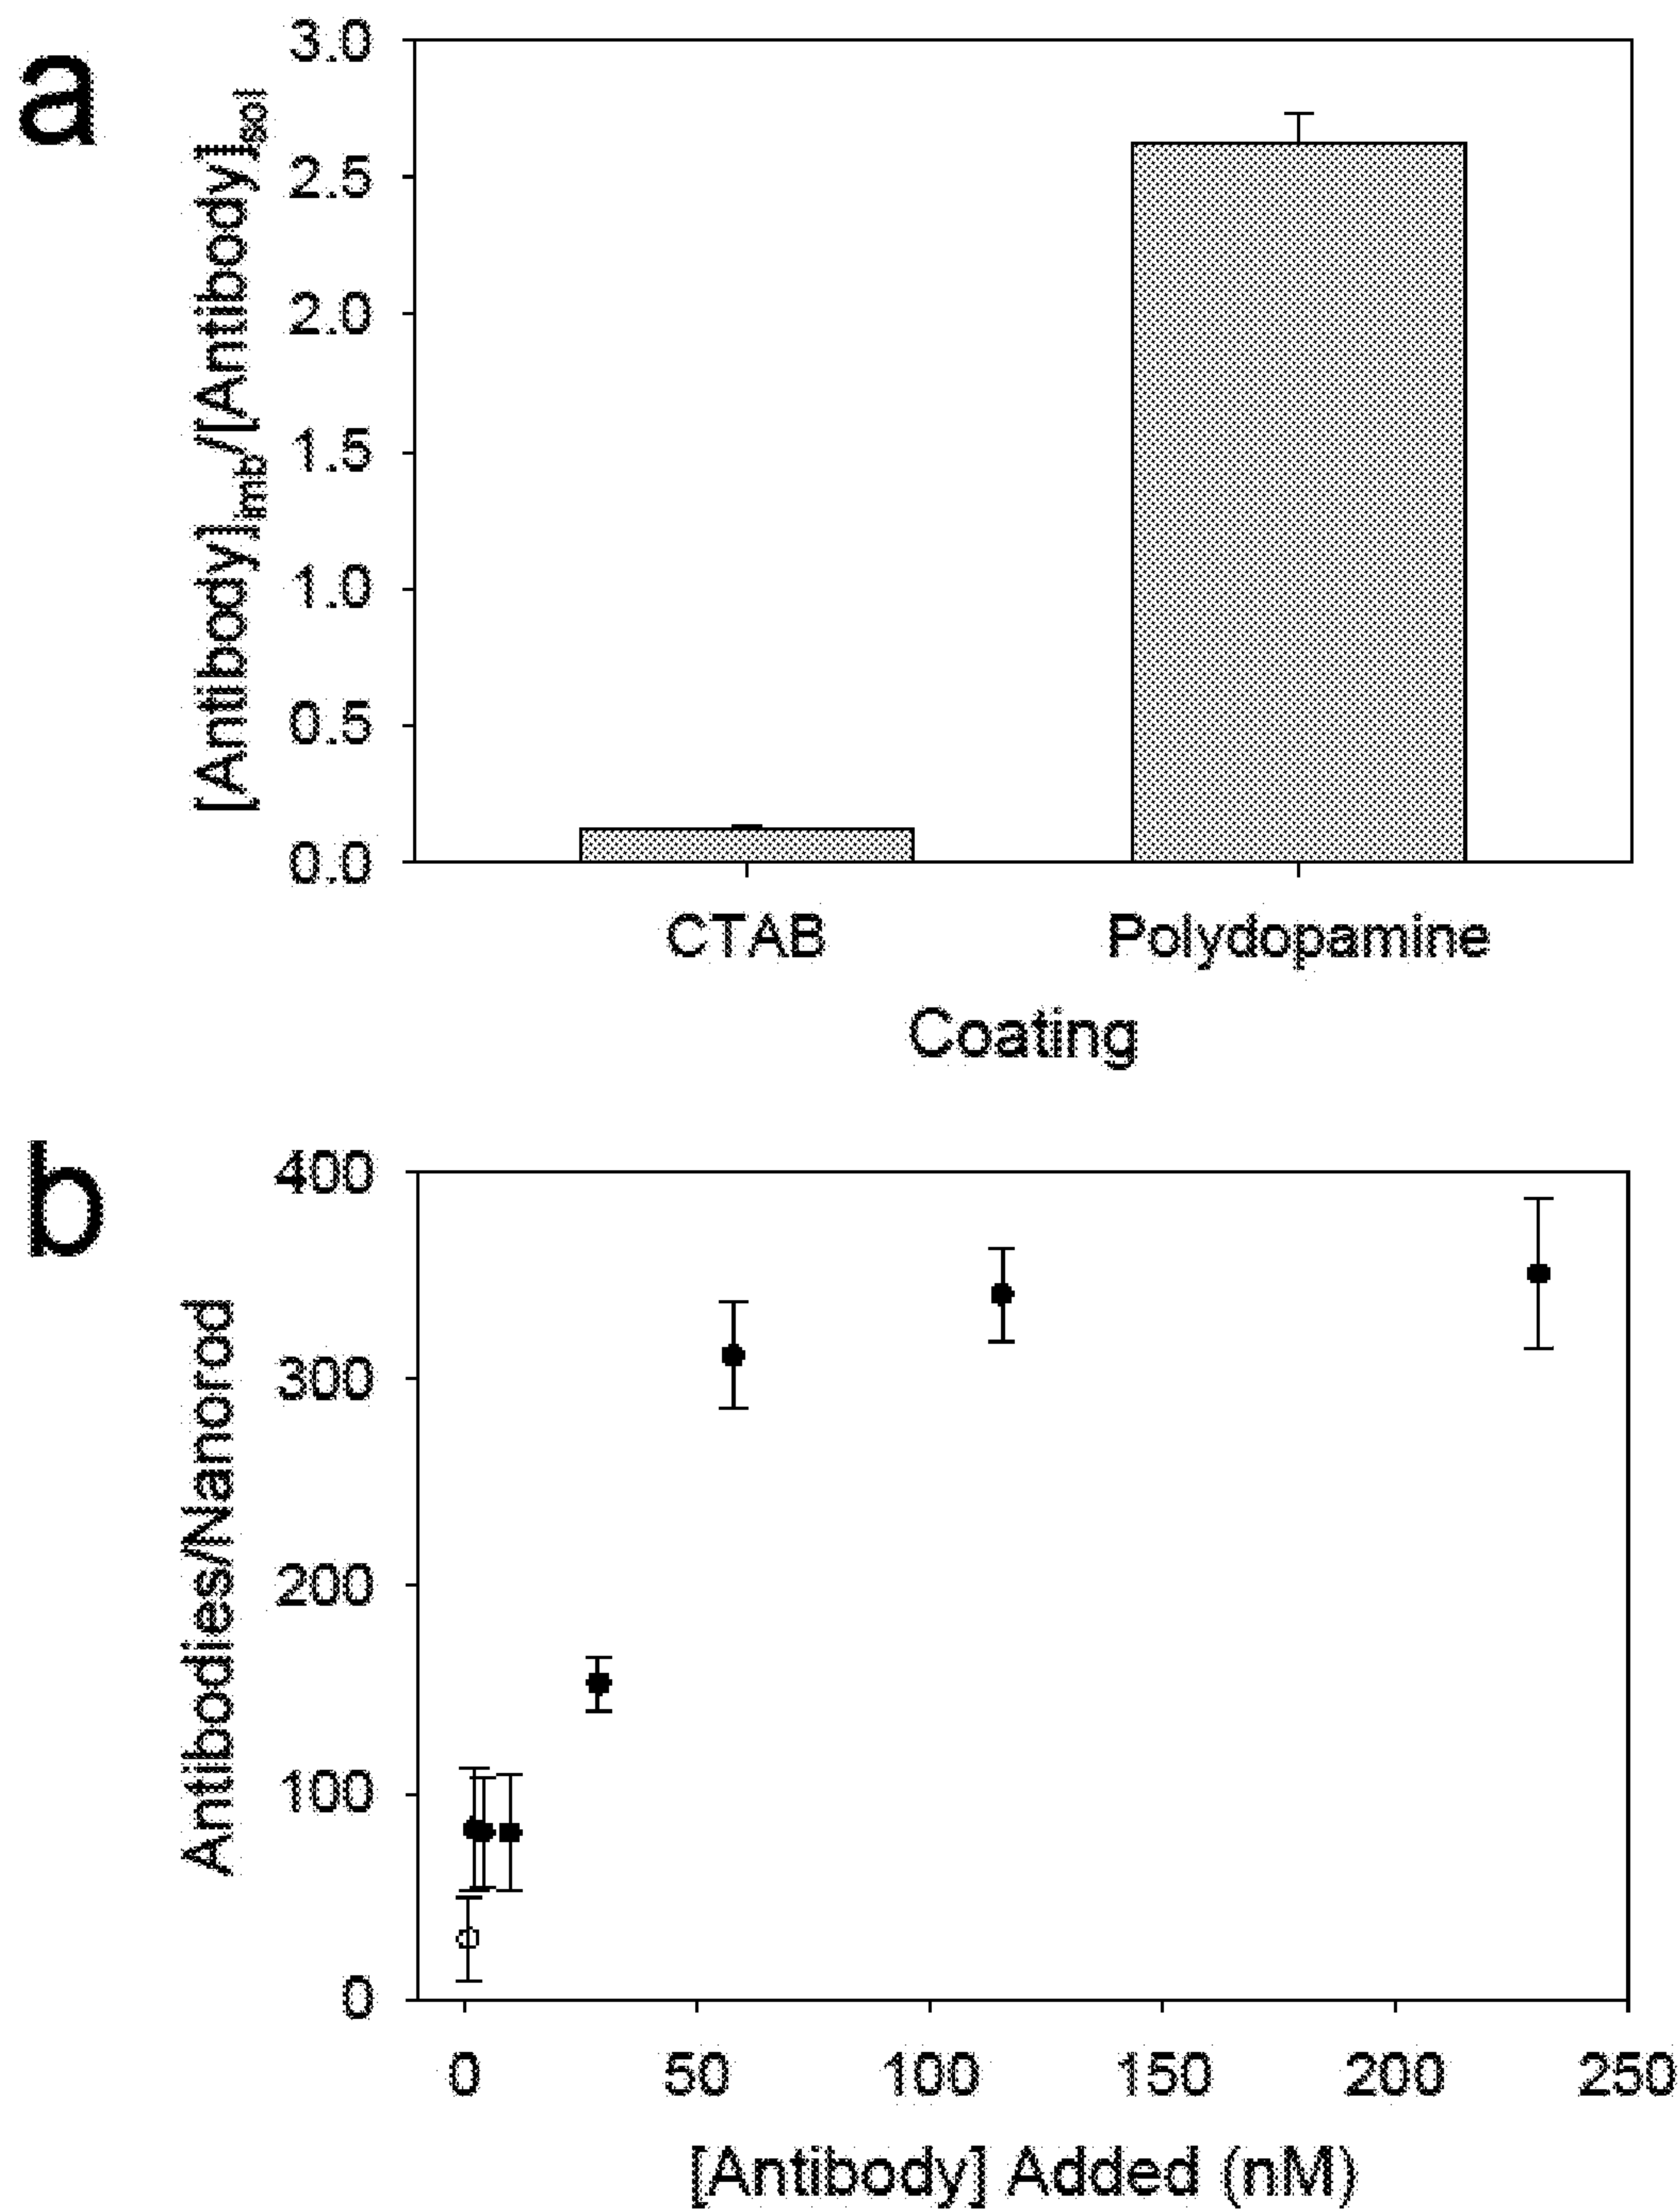 a
[Antibody]imb/[Antibody]sol
3.0
2.5
2.0
1.5
1.0
0.5
0.0
CTAB Polydopamine
Coating
b
Antibodies/Nanorod
400
300
200
100
0
0 50 100 150 200 250
[Antibody] Added (nM)